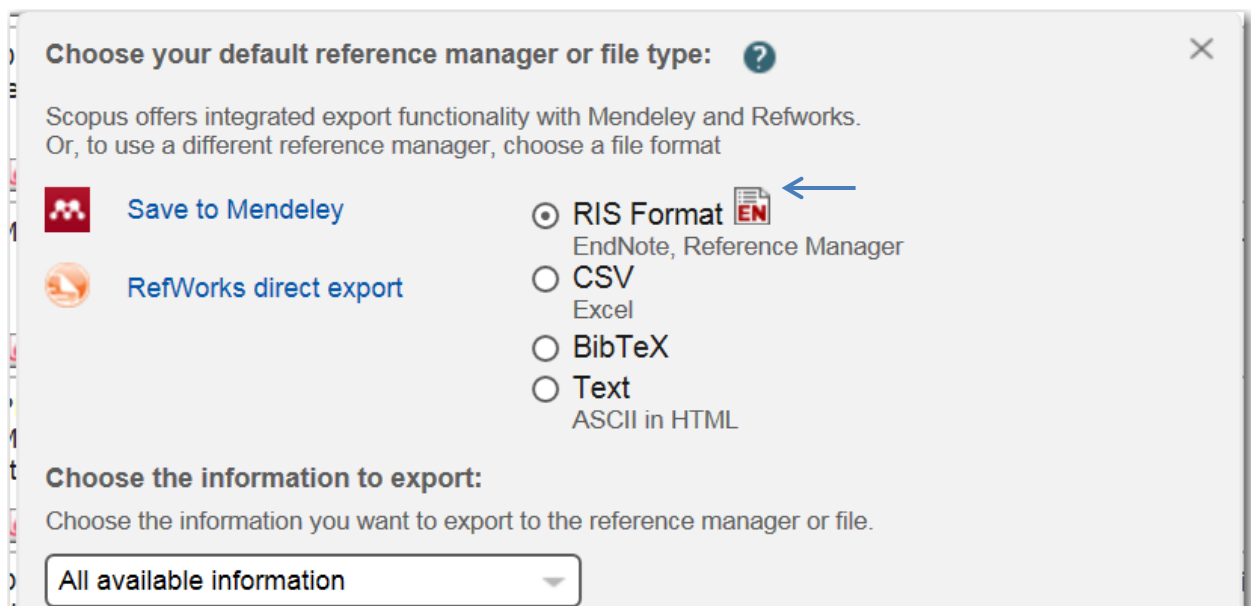 Choose your default reference manager or file type: ?
Scopus offers integrated export functionality with Mendeley and Refworks.
Or, to use a different reference manager, choose a file format
Save to Mendeley
RefWorks direct export
RIS Format EN
EndNote, Reference Manager
CSV
Excel
BibTeX
Text
ASCII in HTML
Choose the information to export:
Choose the information you want to export to the reference manager or file.
All available information